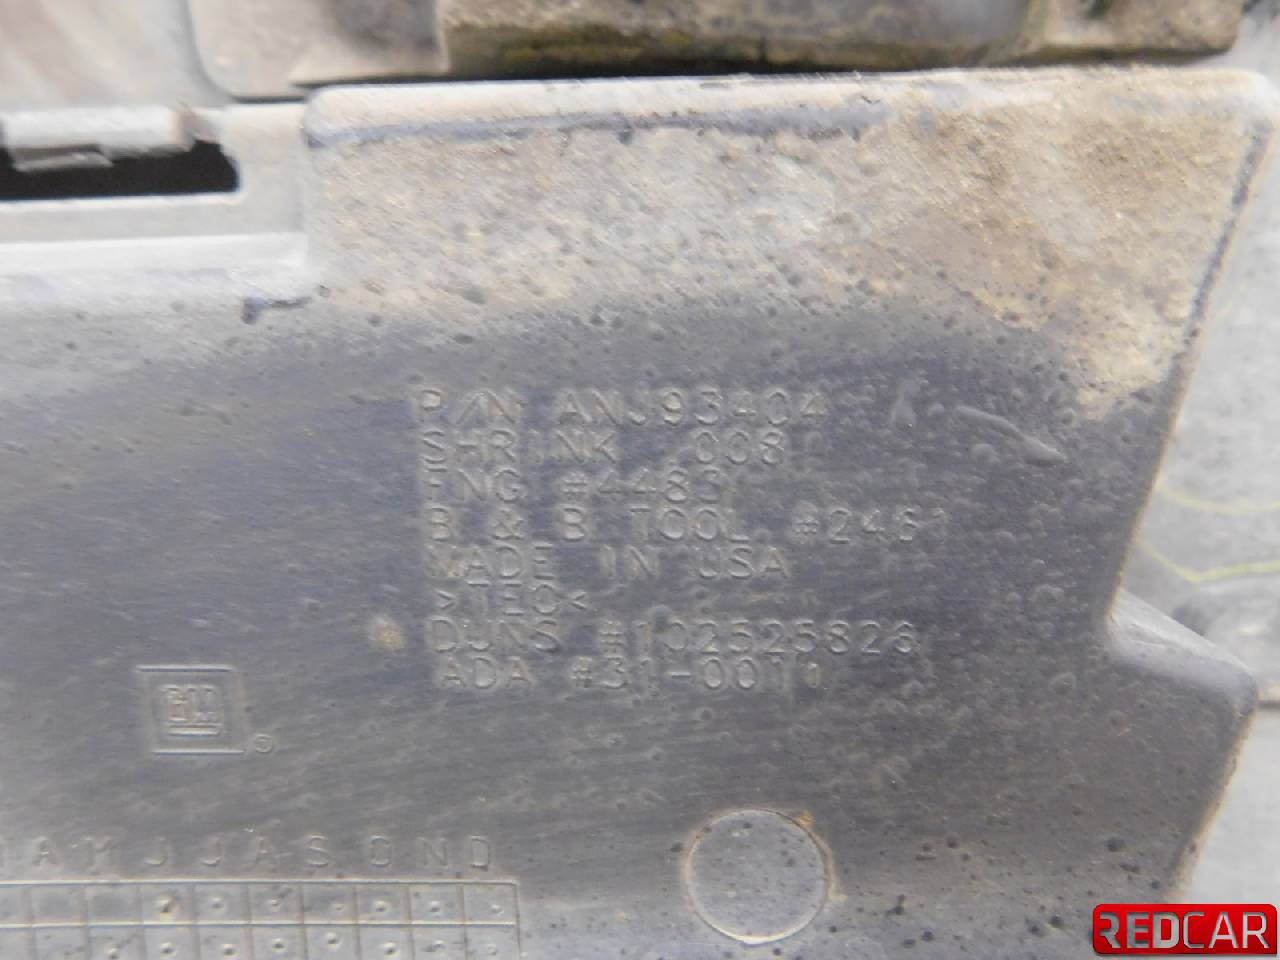 P/N ANJ93404
SHRINK .008
ENG #4483
B & B TOOL #2461
MADE IN USA
>TEO<
DUNS #102525826
ADA #31-0011
GM
®
A M J J A S O N D
REDCAR